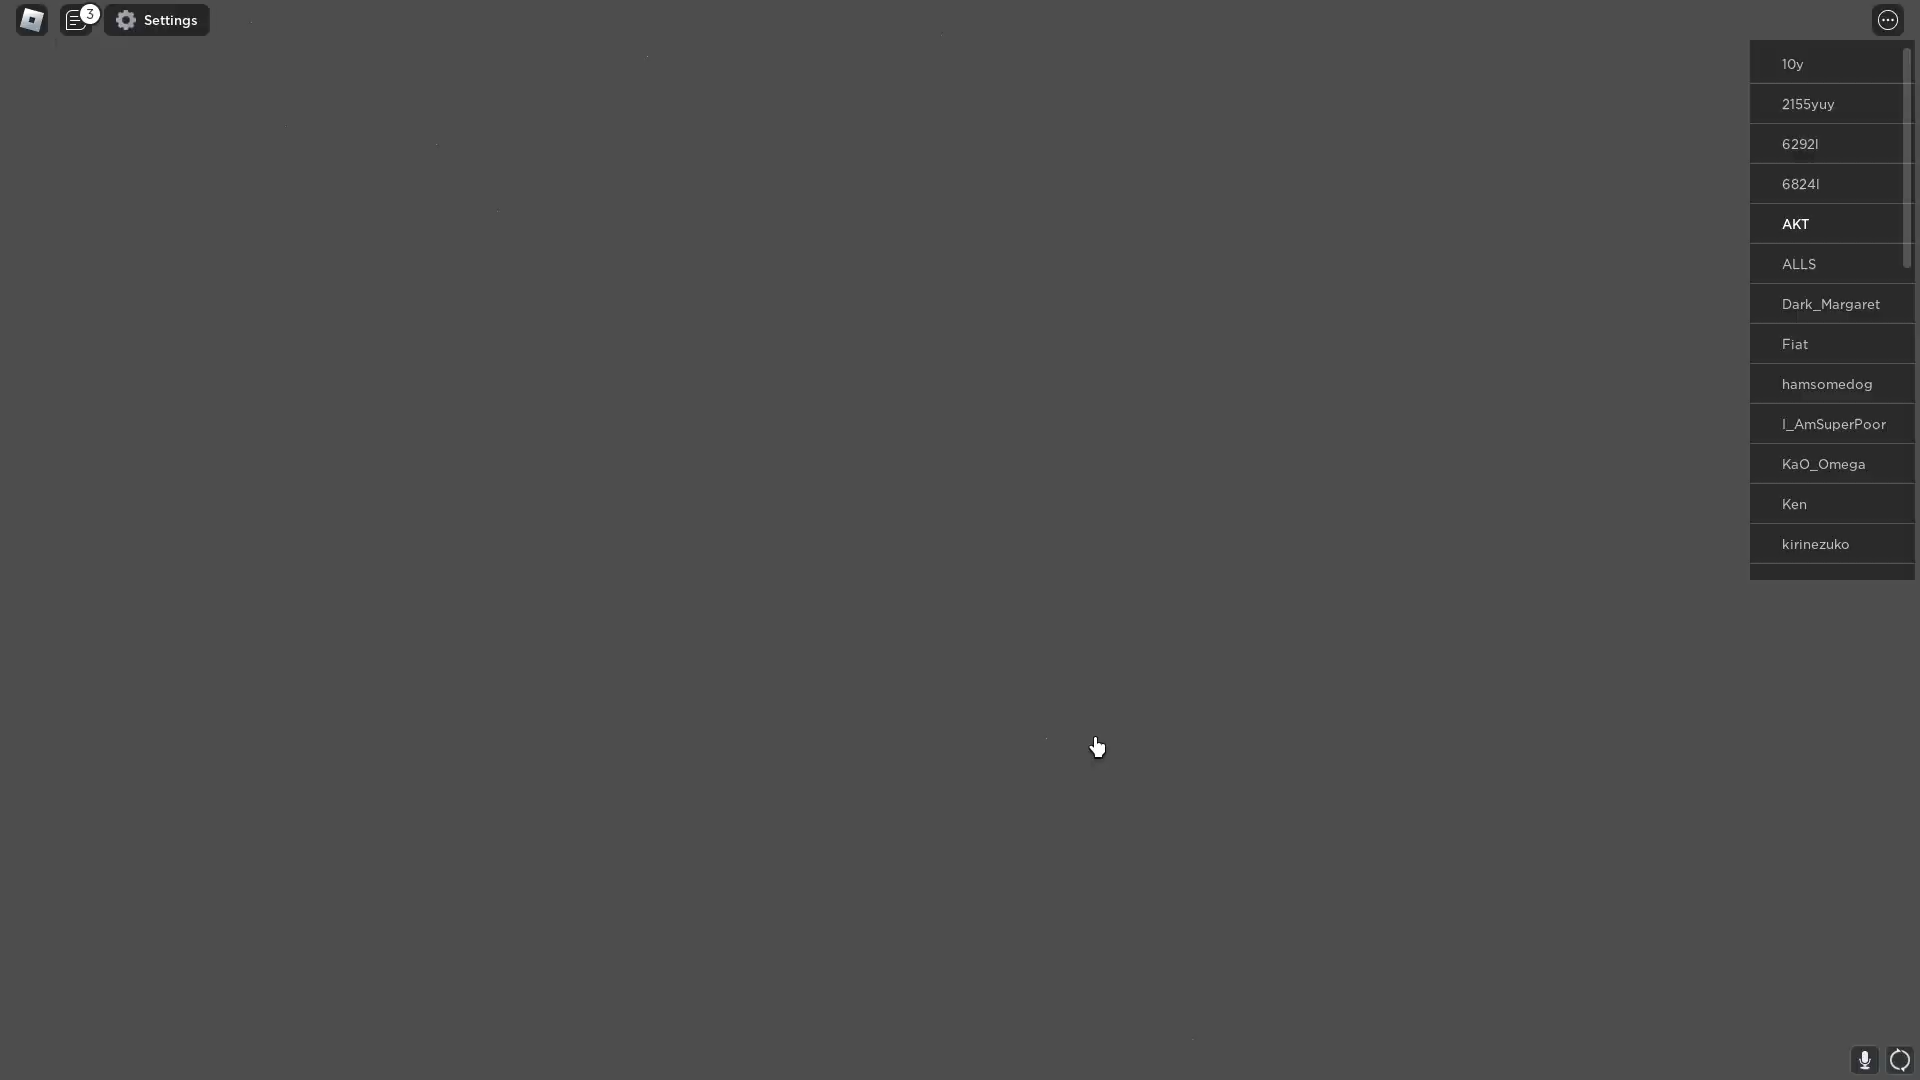 3
Settings
10y
2155yuy
6292l
6824l
AKT
ALLS
Dark_Margaret
Fiat
hamsomedog
I_AmSuperPoor
KaO_Omega
Ken
kirinezuko